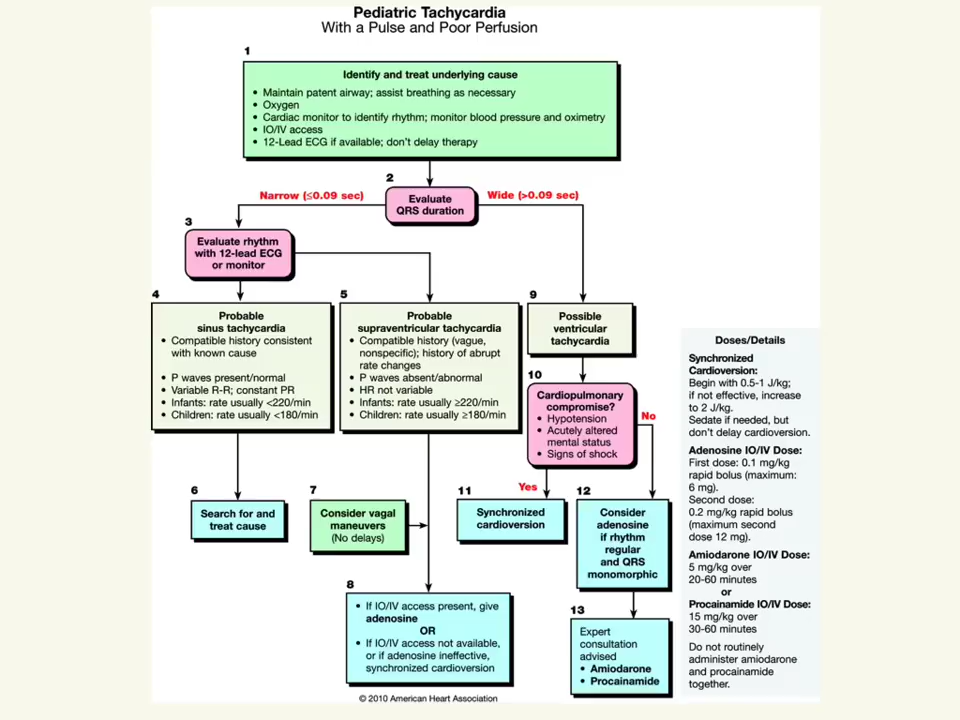 Pediatric Tachycardia
With a Pulse and Poor Perfusion
1
Identify and treat underlying cause
• Maintain patent airway; assist breathing as necessary
• Oxygen
• Cardiac monitor to identify rhythm; monitor blood pressure and oximetry
• IO/IV access
• 12-Lead ECG if available; don't delay therapy
2
Narrow (≤0.09 sec)
Evaluate
QRS duration
Wide (>0.09 sec)
3
Evaluate rhythm
with 12-lead ECG
or monitor
4
Probable
sinus tachycardia
• Compatible history consistent
with known cause
• P waves present/normal
• Variable R-R; constant PR
• Infants: rate usually <220/min
• Children: rate usually <180/min
5
Probable
supraventricular tachycardia
• Compatible history (vague,
nonspecific); history of abrupt
rate changes
• P waves absent/abnormal
• HR not variable
• Infants: rate usually ≥220/min
• Children: rate usually ≥180/min
9
Possible
ventricular
tachycardia
10
Cardiopulmonary
compromise?
• Hypotension
• Acutely altered
mental status
• Signs of shock
No
Yes
6
Search for and
treat cause
7
Consider vagal
maneuvers
(No delays)
11
Synchronized
cardioversion
12
Consider
adenosine
if rhythm
regular
and QRS
monomorphic
8
• If IO/IV access present, give
adenosine
OR
• If IO/IV access not available,
or if adenosine ineffective,
synchronized cardioversion
13
Expert
consultation
advised
• Amiodarone
• Procainamide
Doses/Details
Synchronized
Cardioversion:
Begin with 0.5-1 J/kg;
if not effective, increase
to 2 J/kg.
Sedate if needed, but
don't delay cardioversion.
Adenosine IO/IV Dose:
First dose: 0.1 mg/kg
rapid bolus (maximum:
6 mg).
Second dose:
0.2 mg/kg rapid bolus
(maximum second
dose 12 mg).
Amiodarone IO/IV Dose:
5 mg/kg over
20-60 minutes
or
Procainamide IO/IV Dose:
15 mg/kg over
30-60 minutes
Do not routinely
administer amiodarone
and procainamide
together.
© 2010 American Heart Association